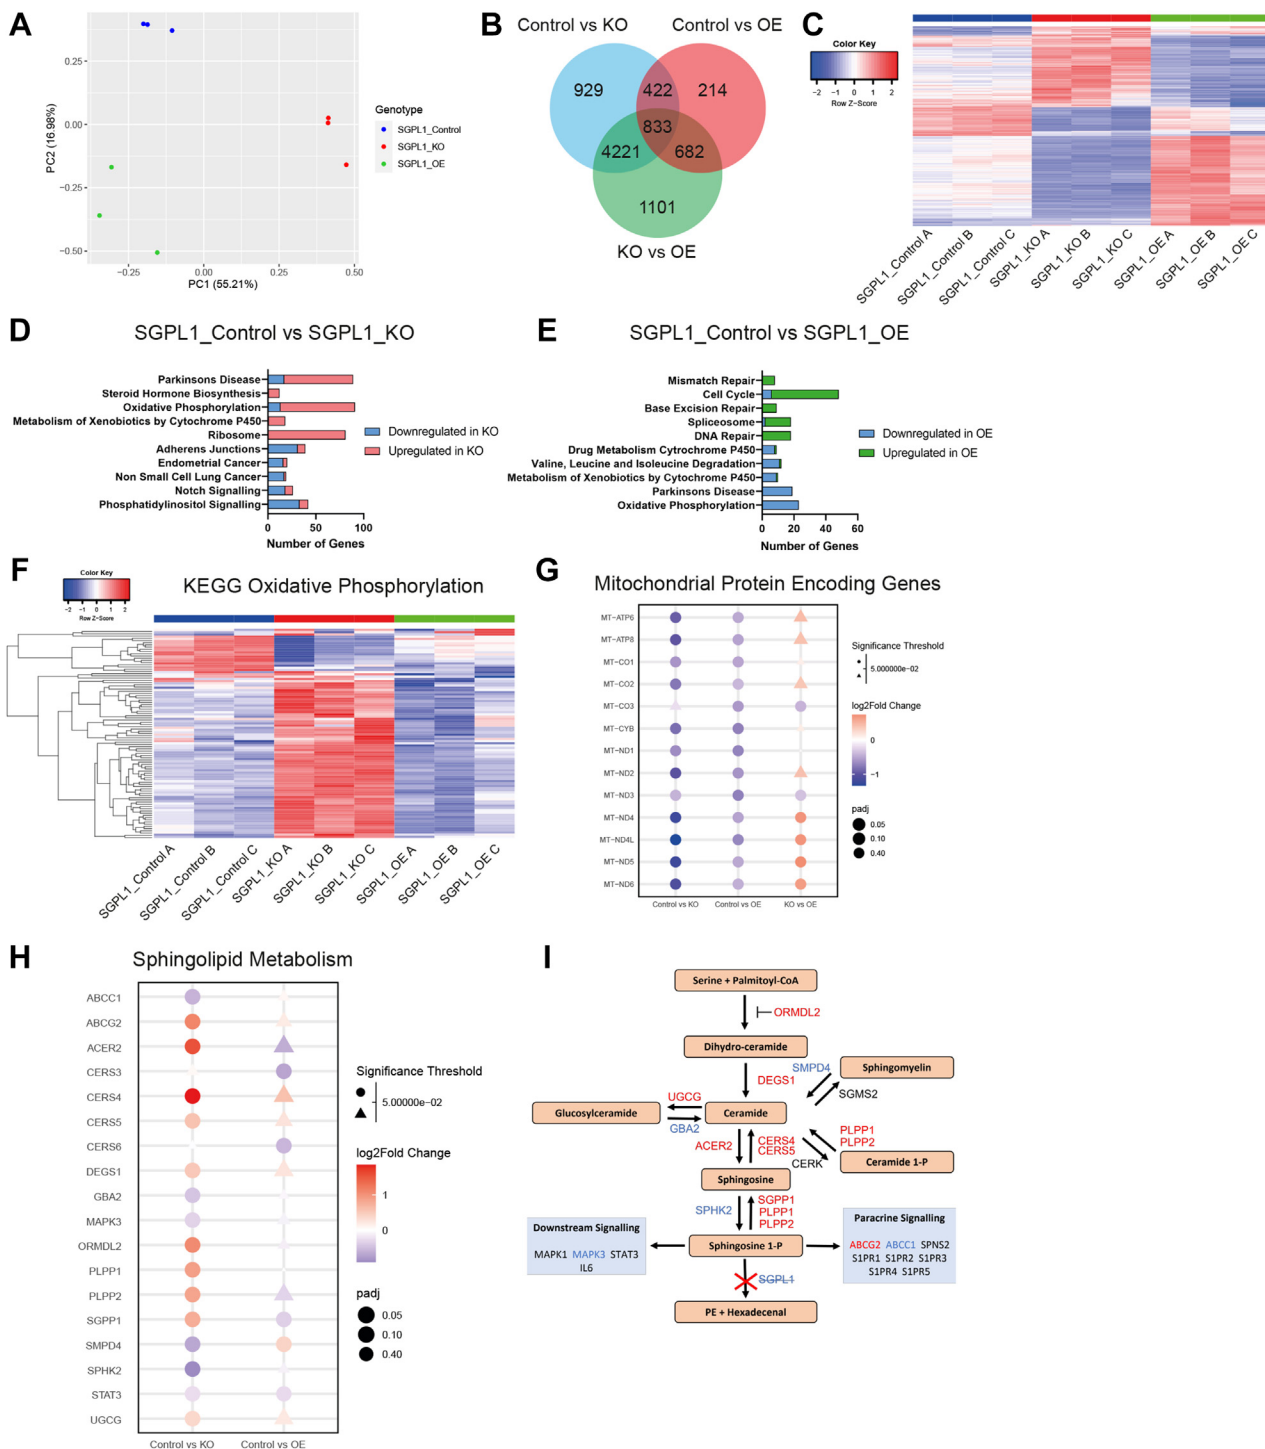 A
0.25
0.00
−0.25
−0.50
PC2 (16.98%)
−0.25
0.00
0.25
0.50
PC1 (55.21%)
Genotype
SGPL1_Control
SGPL1_KO
SGPL1_OE
B
Control vs KO
Control vs OE
929
422
214
833
4221
682
1101
KO vs OE
C
Color Key
−2 −1 0 1 2
Row Z−Score
SGPL1_Control A
SGPL1_Control B
SGPL1_Control C
SGPL1_KO A
SGPL1_KO B
SGPL1_KO C
SGPL1_OE A
SGPL1_OE B
SGPL1_OE C
D
SGPL1_Control vs SGPL1_KO
Parkinsons Disease
Steroid Hormone Biosynthesis
Oxidative Phosphorylation
Metabolism of Xenobiotics by Cytochrome P450
Ribosome
Adherens Junctions
Endometrial Cancer
Non Small Cell Lung Cancer
Notch Signalling
Phosphatidylinositol Signalling
0 50 100
Number of Genes
Downregulated in KO
Upregulated in KO
E
SGPL1_Control vs SGPL1_OE
Mismatch Repair
Cell Cycle
Base Excision Repair
Spliceosome
DNA Repair
Drug Metabolism Cytrochrome P450
Valine, Leucine and Isoleucine Degradation
Metabolism of Xenobiotics by Cytochrome P450
Parkinsons Disease
Oxidative Phosphorylation
0 20 40 60
Number of Genes
Downregulated in OE
Upregulated in OE
F
Color Key
−2 −1 0 1 2
Row Z−Score
KEGG Oxidative Phosphorylation
SGPL1_Control A
SGPL1_Control B
SGPL1_Control C
SGPL1_KO A
SGPL1_KO B
SGPL1_KO C
SGPL1_OE A
SGPL1_OE B
SGPL1_OE C
G
Mitochondrial Protein Encoding Genes
MT−ATP6
MT−ATP8
MT−CO1
MT−CO2
MT−CO3
MT−CYB
MT−ND1
MT−ND2
MT−ND3
MT−ND4
MT−ND4L
MT−ND5
MT−ND6
Control vs KO
Control vs OE
KO vs OE
Significance Threshold
5.000000e−02
log2Fold Change
0
−1
padj
0.05
0.10
0.40
H
Sphingolipid Metabolism
ABCC1
ABCG2
ACER2
CERS3
CERS4
CERS5
CERS6
DEGS1
GBA2
MAPK3
ORMDL2
PLPP1
PLPP2
SGPP1
SMPD4
SPHK2
STAT3
UGCG
Control vs KO
Control vs OE
Significance Threshold
5.00000e−02
log2Fold Change
1
0
padj
0.05
0.10
0.40
I
Serine + Palmitoyl-CoA
ORMDL2
Dihydro-ceramide
DEGS1
SMPD4
Sphingomyelin
SGMS2
UGCG
Glucosylceramide
Ceramide
GBA2
PLPP1
PLPP2
ACER2
CERS4
CERS5
CERK
Ceramide 1-P
Sphingosine
SPHK2
SGPP1
PLPP1
PLPP2
Downstream Signalling
MAPK1 MAPK3 STAT3
IL6
Sphingosine 1-P
Paracrine Signalling
ABCG2 ABCC1 SPNS2
S1PR1 S1PR2 S1PR3
S1PR4 S1PR5
SGPL1
PE + Hexadecenal